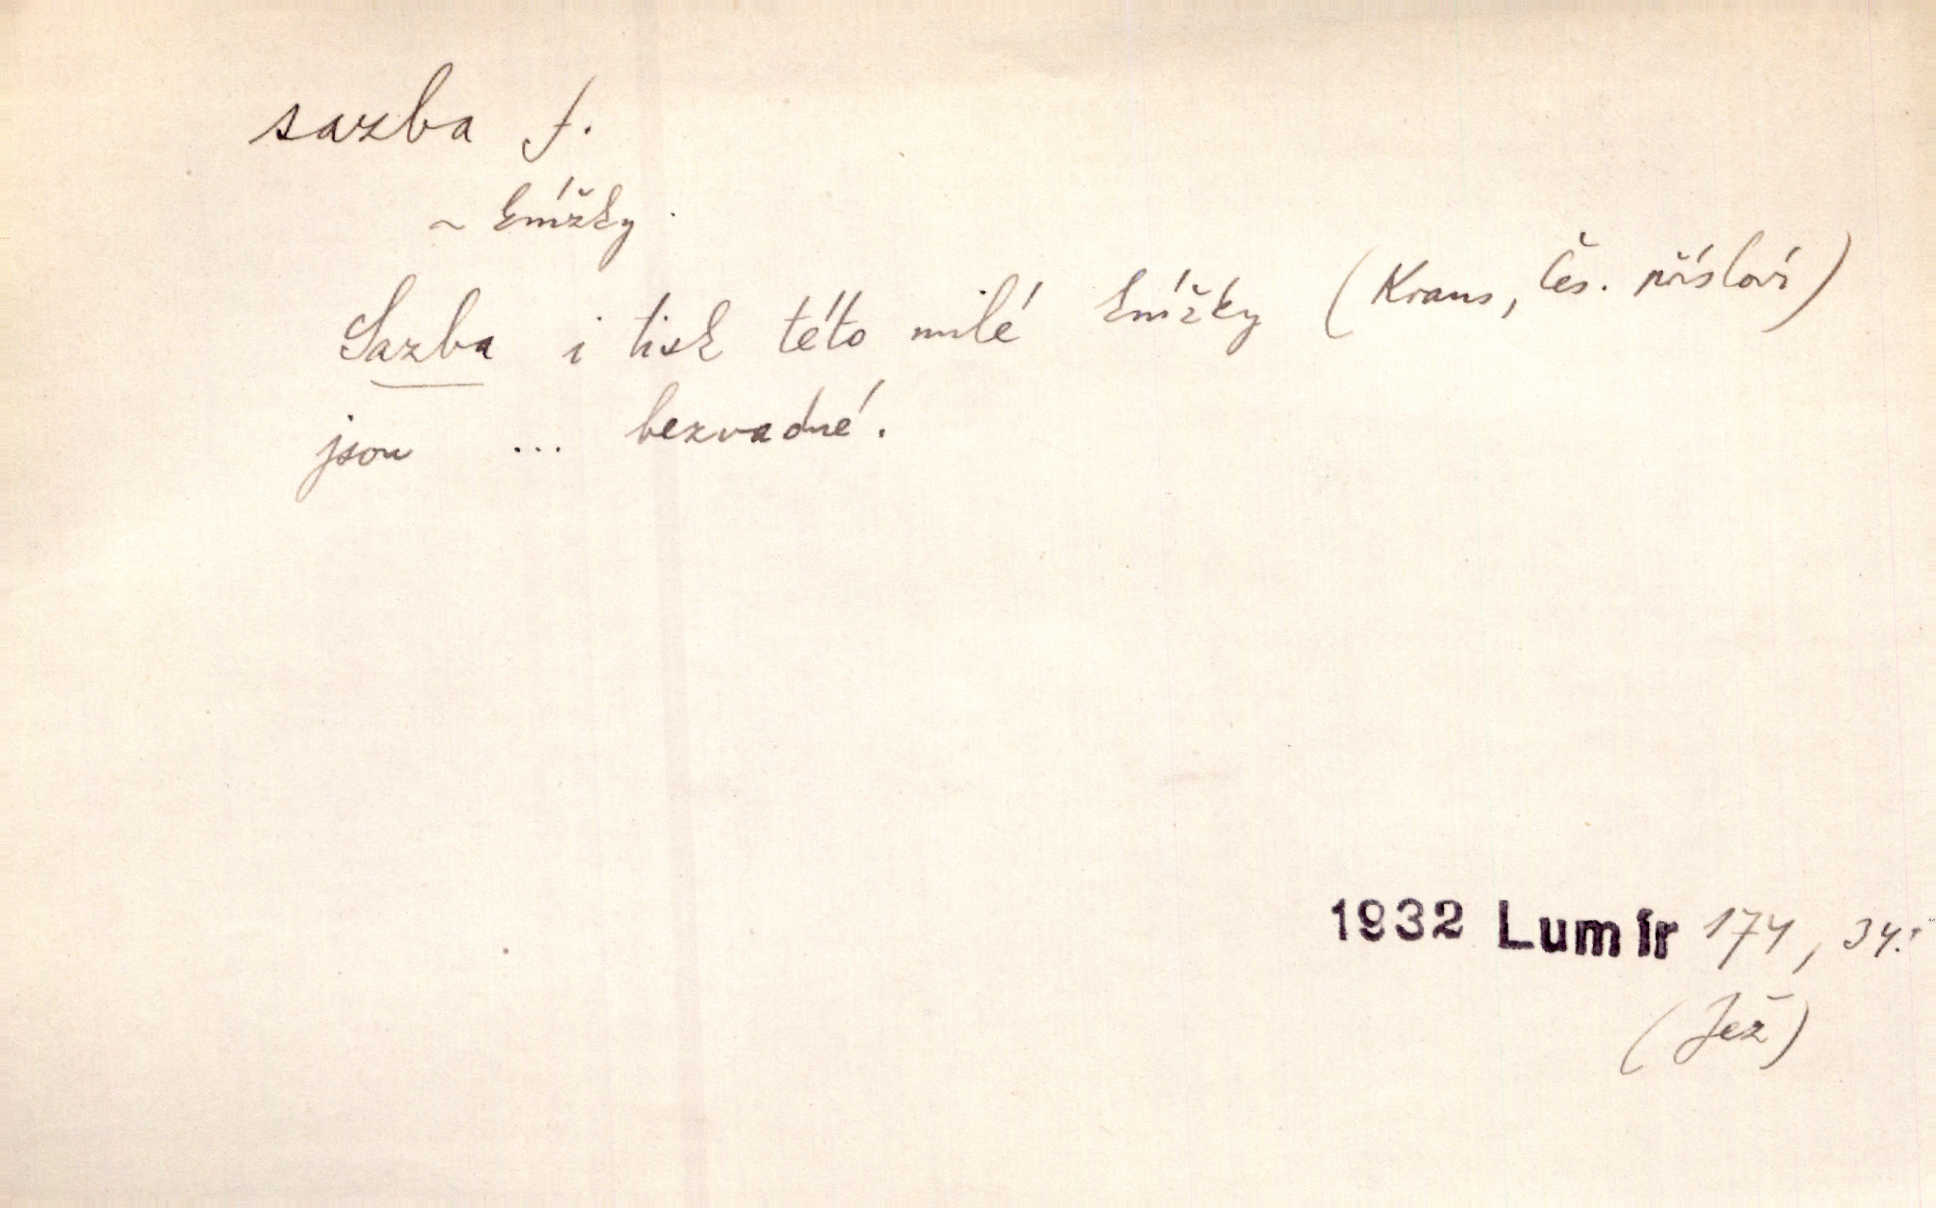 sazba f.
~ knížky
Sazba i tisk této milé knížky (Kraus, Čes. přísloví)
jsou ... bezvadné.
1932 Lumír 174, 34.
(Jež)